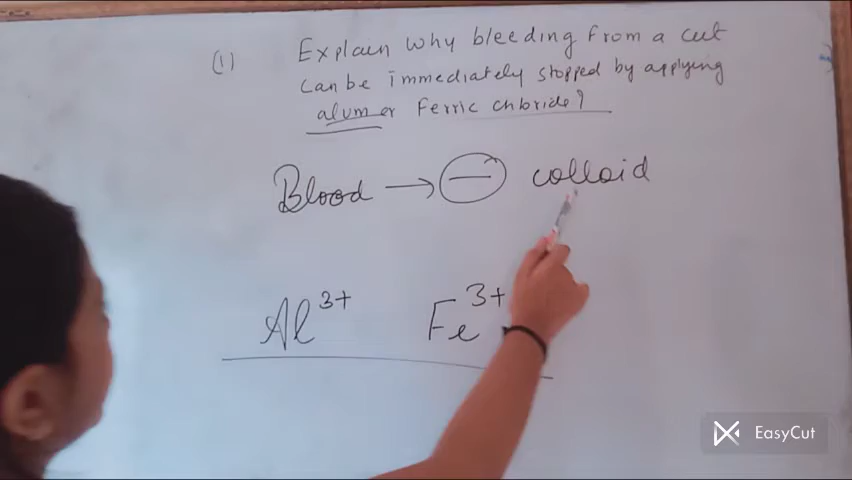 (1) Explain why bleeding from a cut
can be immediately stopped by applying
alum or Ferric chloride?
Blood → − colloid
Al3+ Fe3+
EasyCut